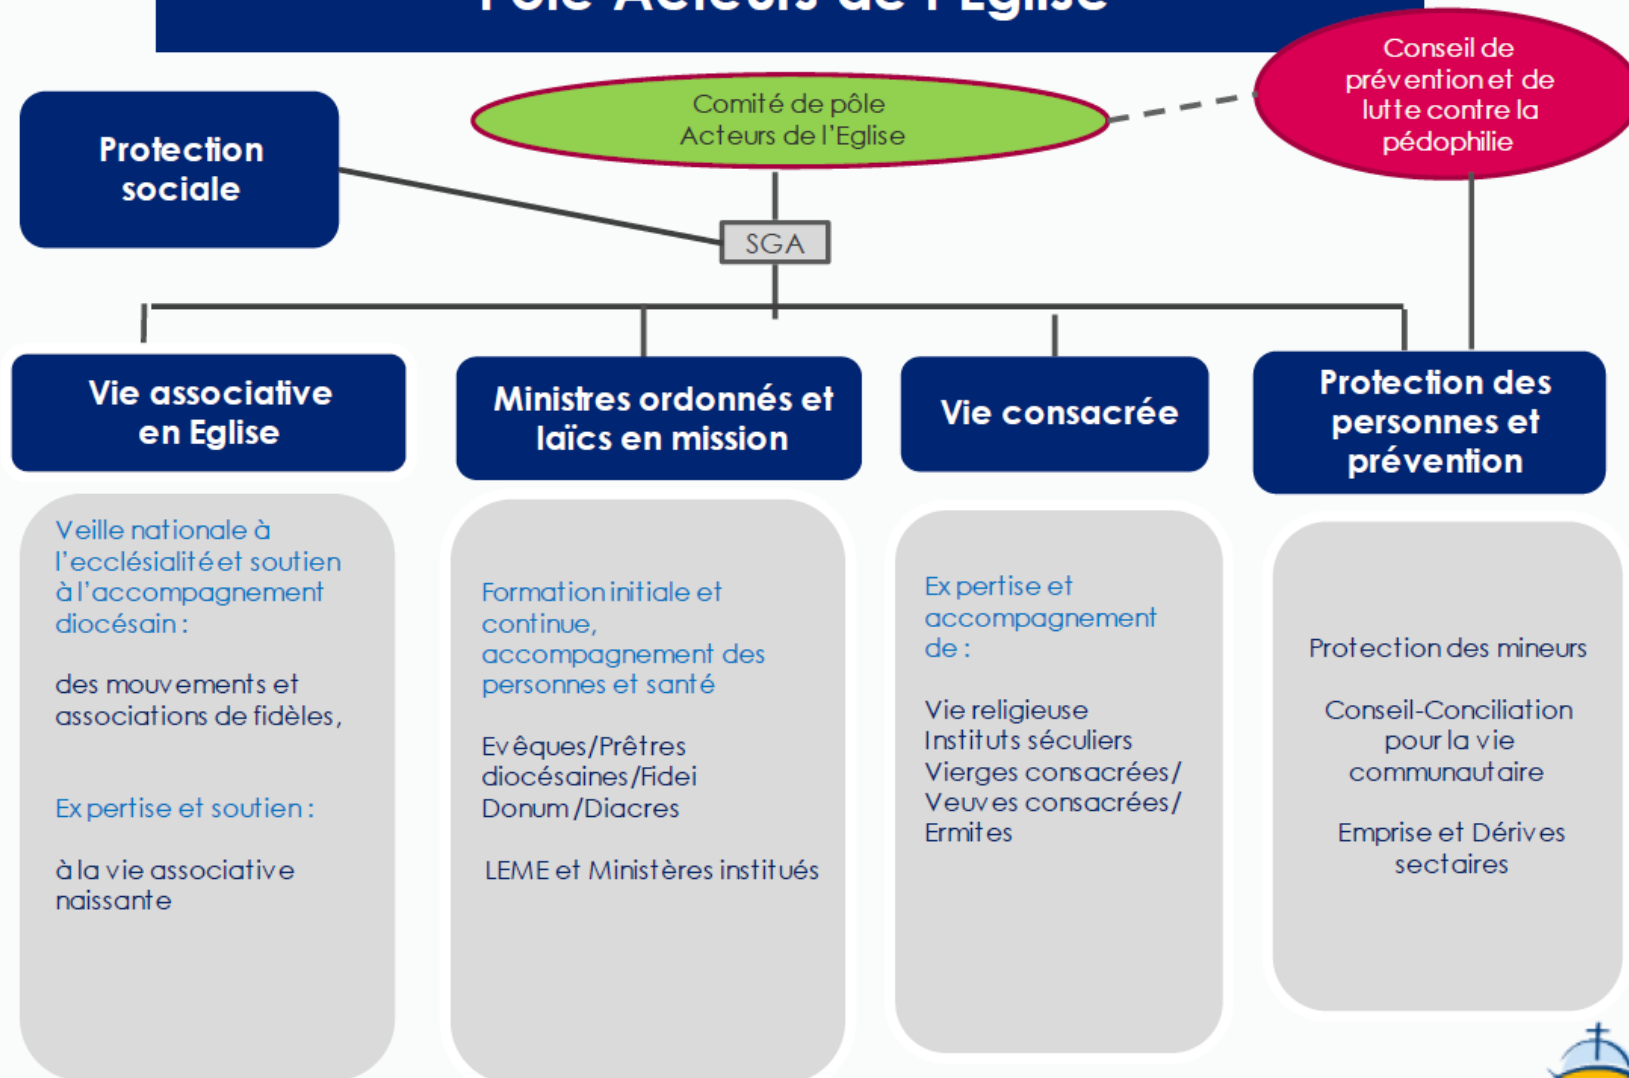 Pôle Acteurs de l'Eglise
Conseil de
prévention et de
lutte contre la
pédophilie
Comité de pôle
Acteurs de l'Eglise
Protection
sociale
SGA
Vie associative
en Eglise
Veille nationale à
l'ecclésialité et soutien
à l'accompagnement
diocésain :
des mouvements et
associations de fidèles,
Expertise et soutien :
à la vie associative
naissante
Ministres ordonnés et
laïcs en mission
Formation initiale et
continue,
accompagnement des
personnes et santé
Evêques/Prêtres
diocésaines/Fidei
Donum/Diacres
LEME et Ministères institués
Vie consacrée
Expertise et
accompagnement
de :
Vie religieuse
Instituts séculiers
Vierges consacrées/
Veuves consacrées/
Ermites
Protection des
personnes et
prévention
Protection des mineurs
Conseil-Conciliation
pour la vie
communautaire
Emprise et Dérives
sectaires